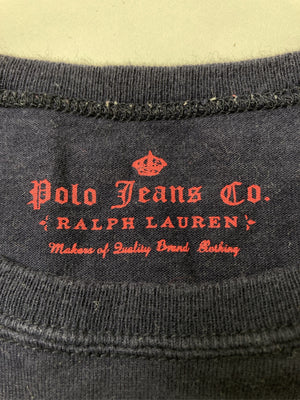 Polo Jeans Co.
RALPH LAUREN
Makers of Quality Brand Clothing